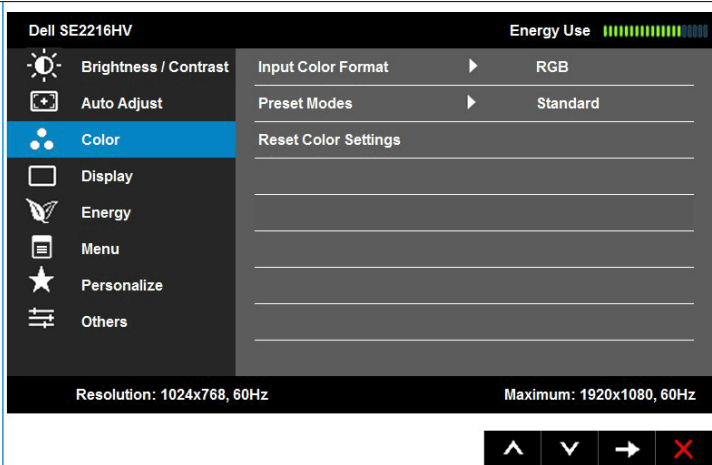 Dell SE2216HV Energy Use
Brightness / Contrast Input Color Format RGB
Auto Adjust Preset Modes Standard
Color Reset Color Settings
Display
Energy
Menu
Personalize
Others
Resolution: 1024x768, 60Hz Maximum: 1920x1080, 60Hz